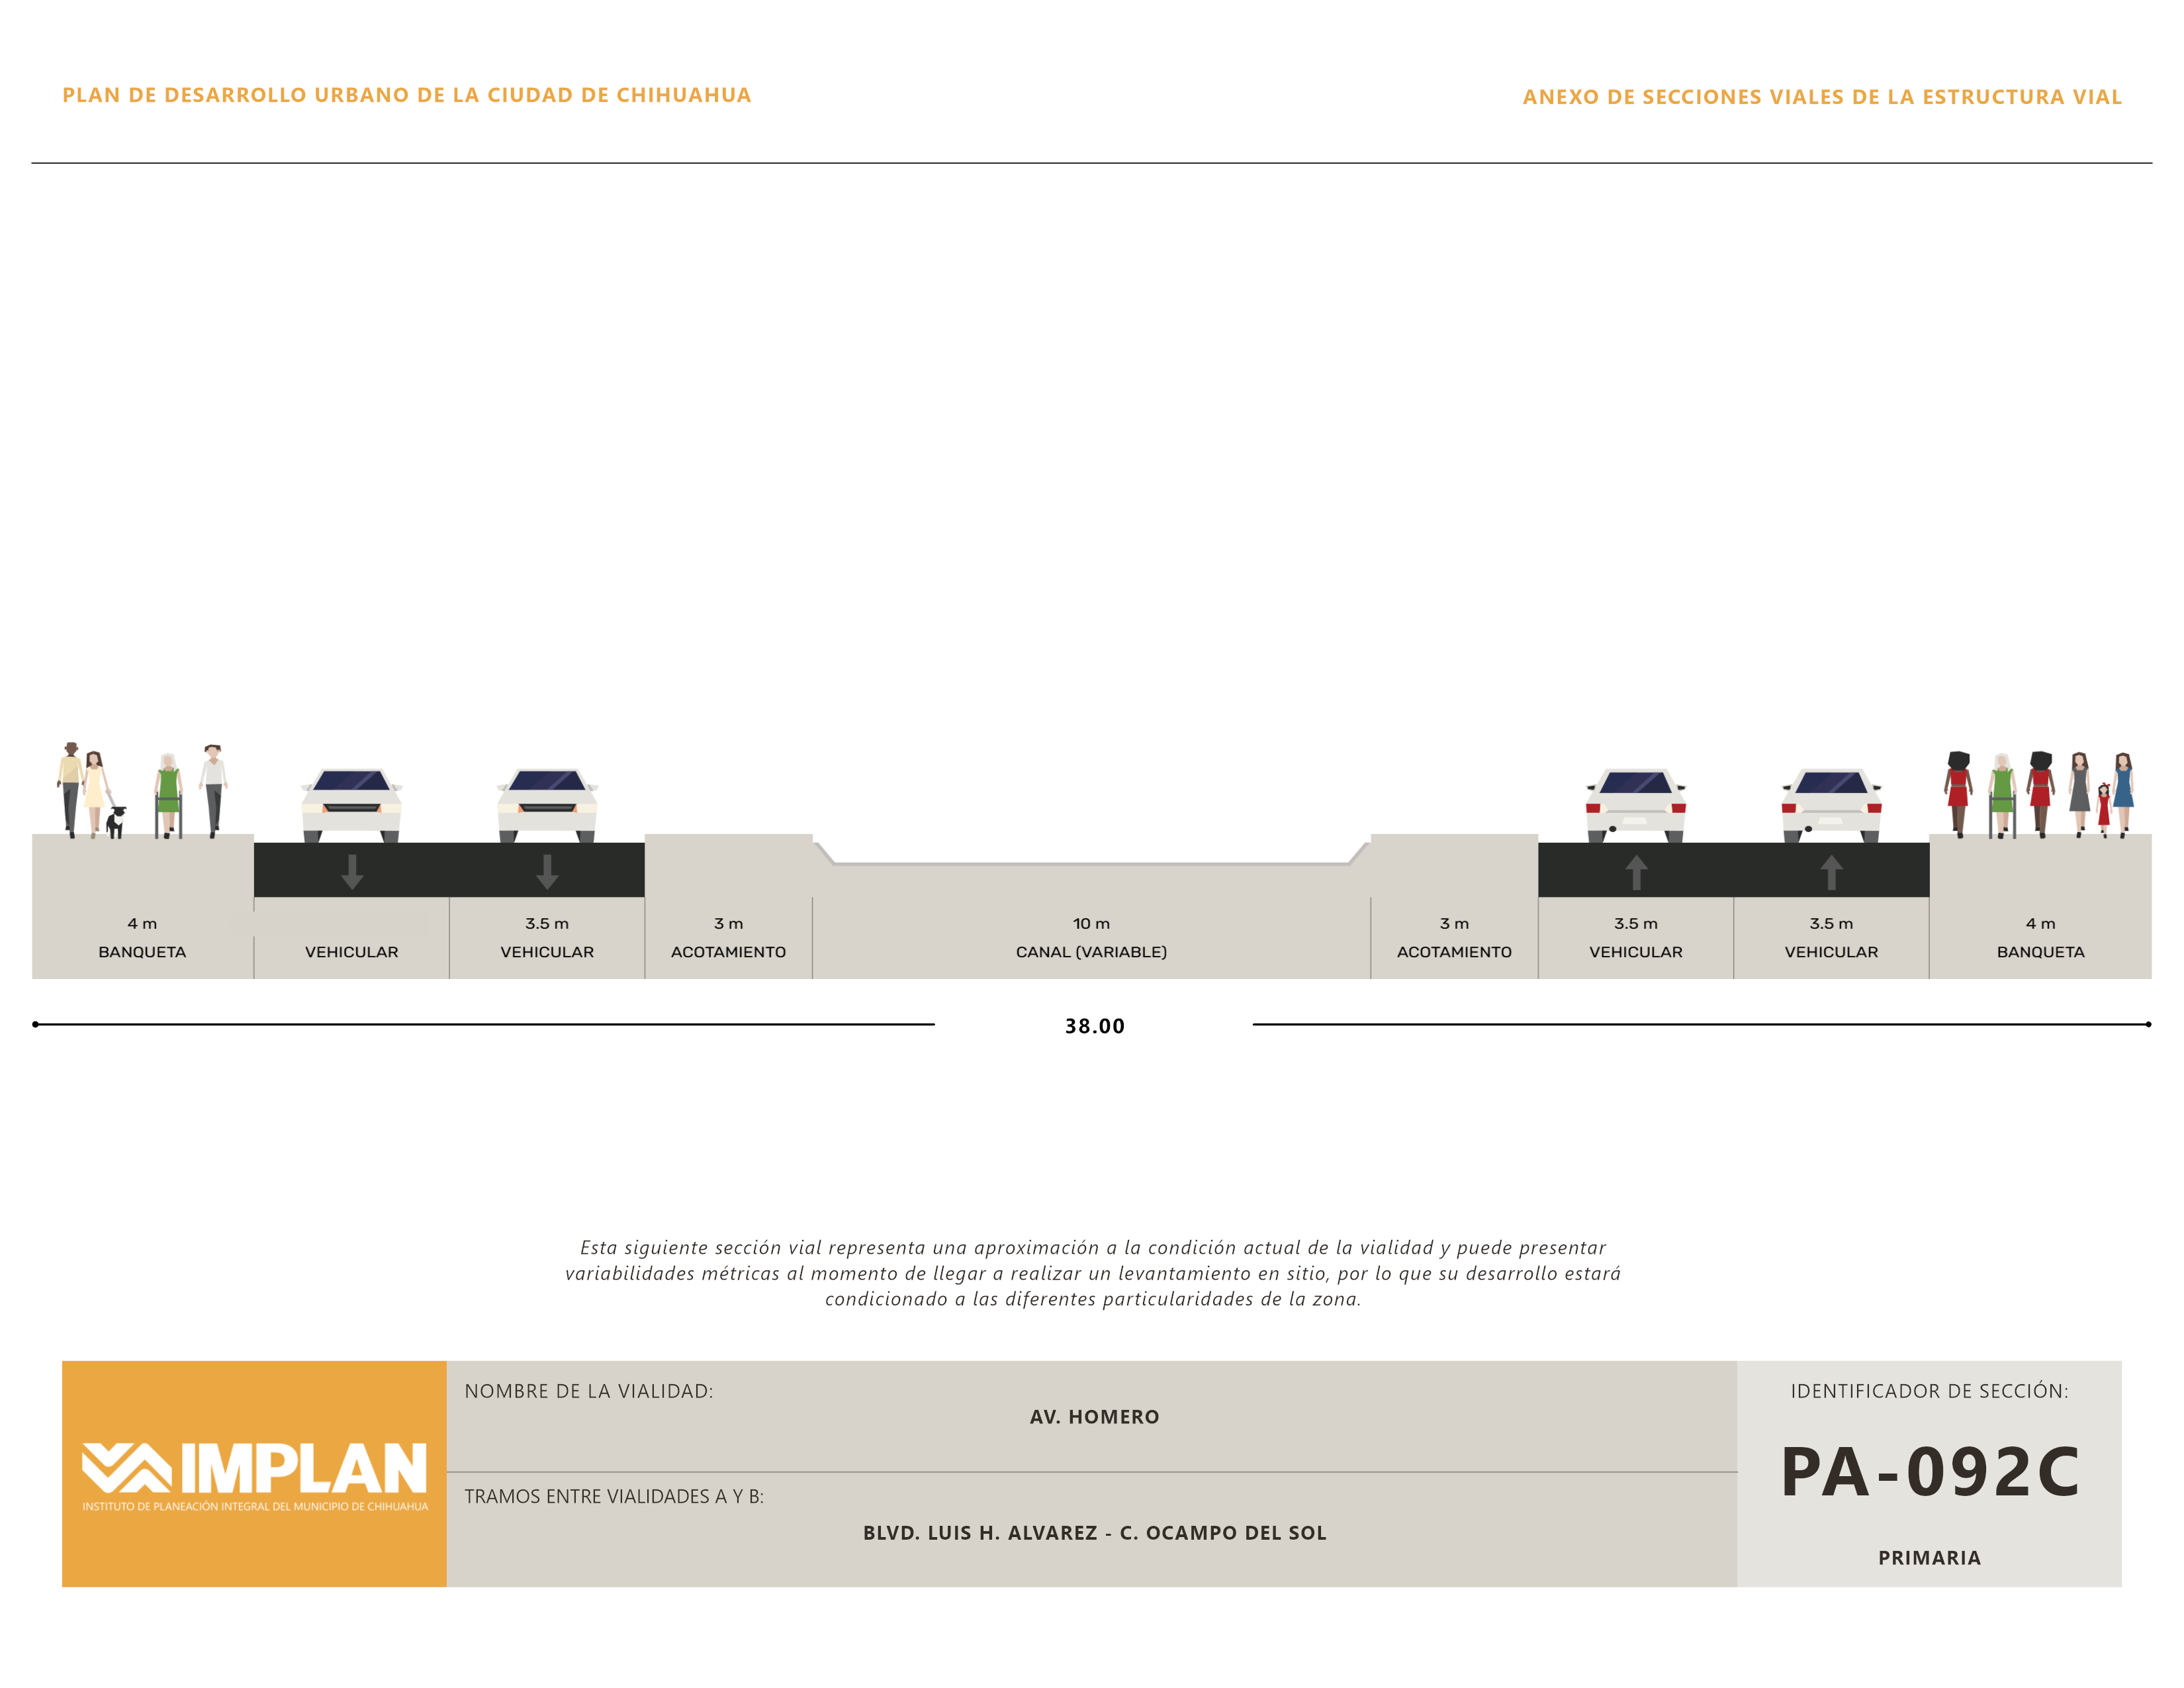 PLAN DE DESARROLLO URBANO DE LA CIUDAD DE CHIHUAHUA
ANEXO DE SECCIONES VIALES DE LA ESTRUCTURA VIAL
4 m
BANQUETA
VEHICULAR
3.5 m
VEHICULAR
3 m
ACOTAMIENTO
10 m
CANAL (VARIABLE)
3 m
ACOTAMIENTO
3.5 m
VEHICULAR
3.5 m
VEHICULAR
4 m
BANQUETA
38.00
Esta siguiente sección vial representa una aproximación a la condición actual de la vialidad y puede presentar
variabilidades métricas al momento de llegar a realizar un levantamiento en sitio, por lo que su desarrollo estará
condicionado a las diferentes particularidades de la zona.
IMPLAN
INSTITUTO DE PLANEACIÓN INTEGRAL DEL MUNICIPIO DE CHIHUAHUA
NOMBRE DE LA VIALIDAD:
AV. HOMERO
TRAMOS ENTRE VIALIDADES A Y B:
BLVD. LUIS H. ALVAREZ - C. OCAMPO DEL SOL
IDENTIFICADOR DE SECCIÓN:
PA-092C
PRIMARIA